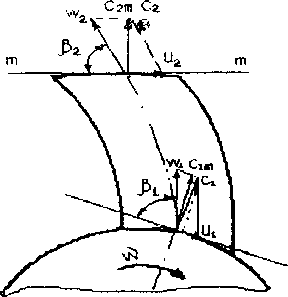 w₂ C₂m C₂
β₂
U₂
m m
w₁ C₁m
C₁
β₁
U₁